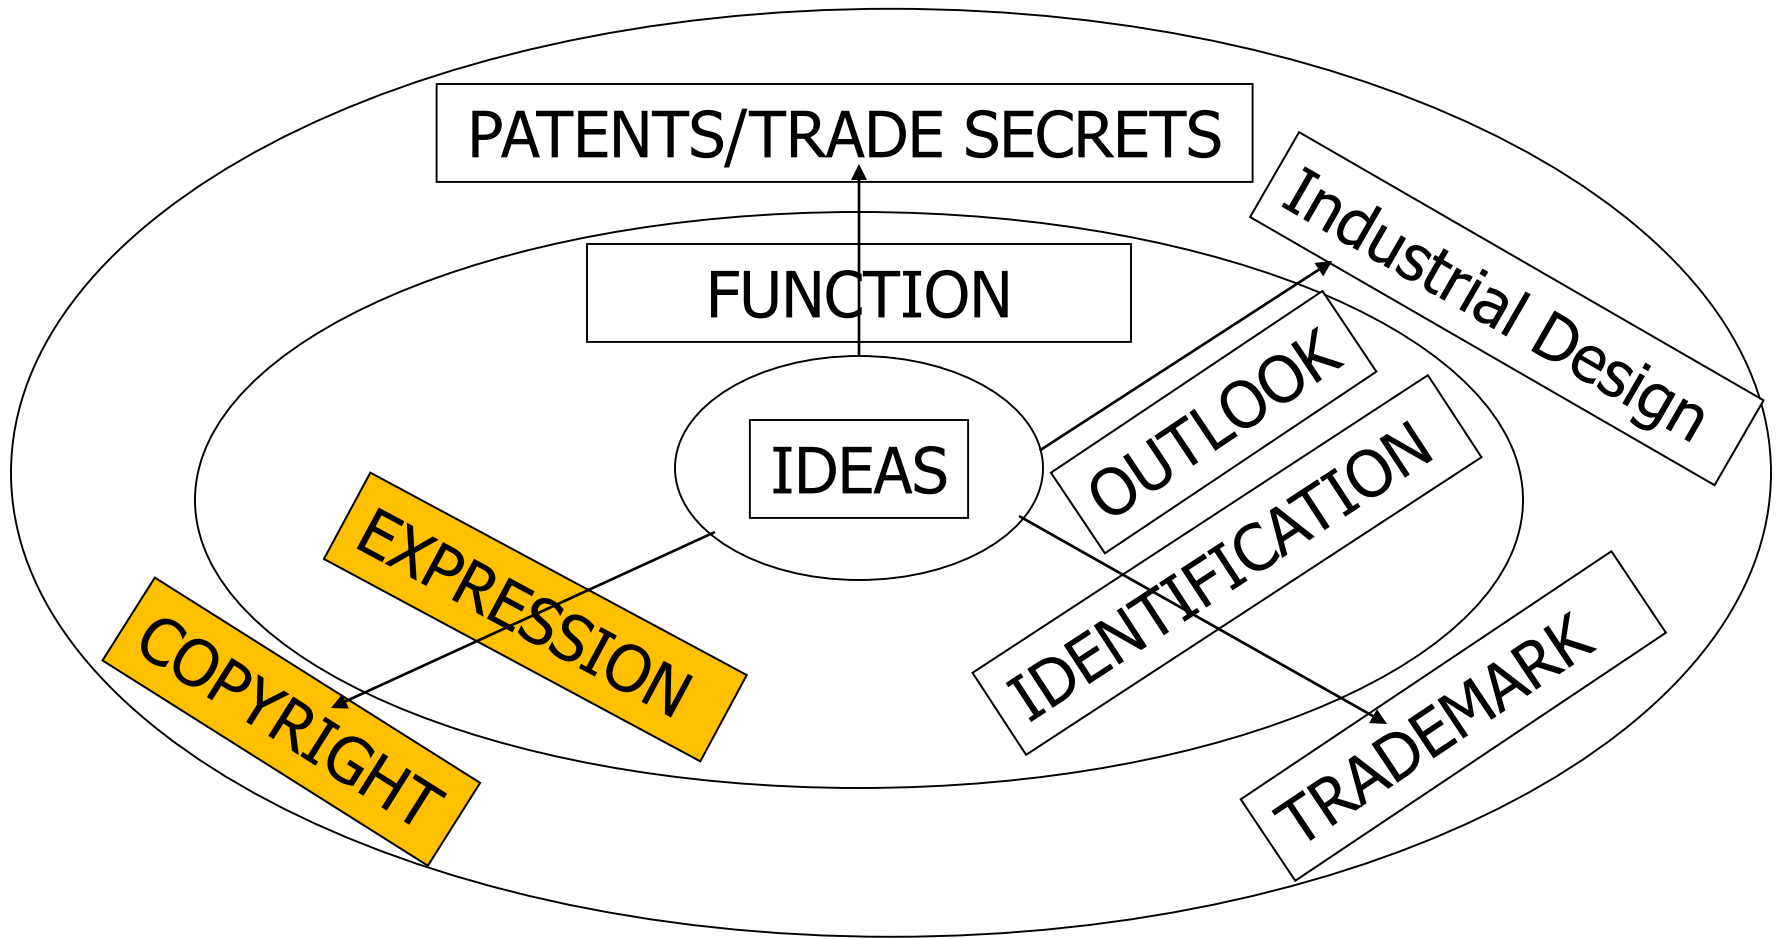 PATENTS/TRADE SECRETS
Industrial Design
FUNCTION
OUTLOOK
IDEAS
IDENTIFICATION
EXPRESSION
COPYRIGHT
TRADEMARK